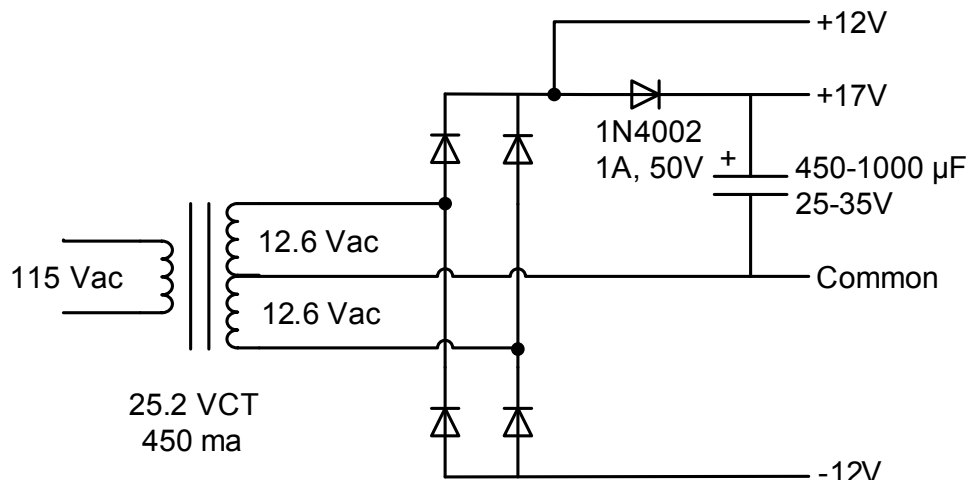 +12V
+17V
1N4002
1A, 50V
+
450-1000 µF
25-35V
12.6 Vac
115 Vac
Common
12.6 Vac
25.2 VCT
450 ma
-12V